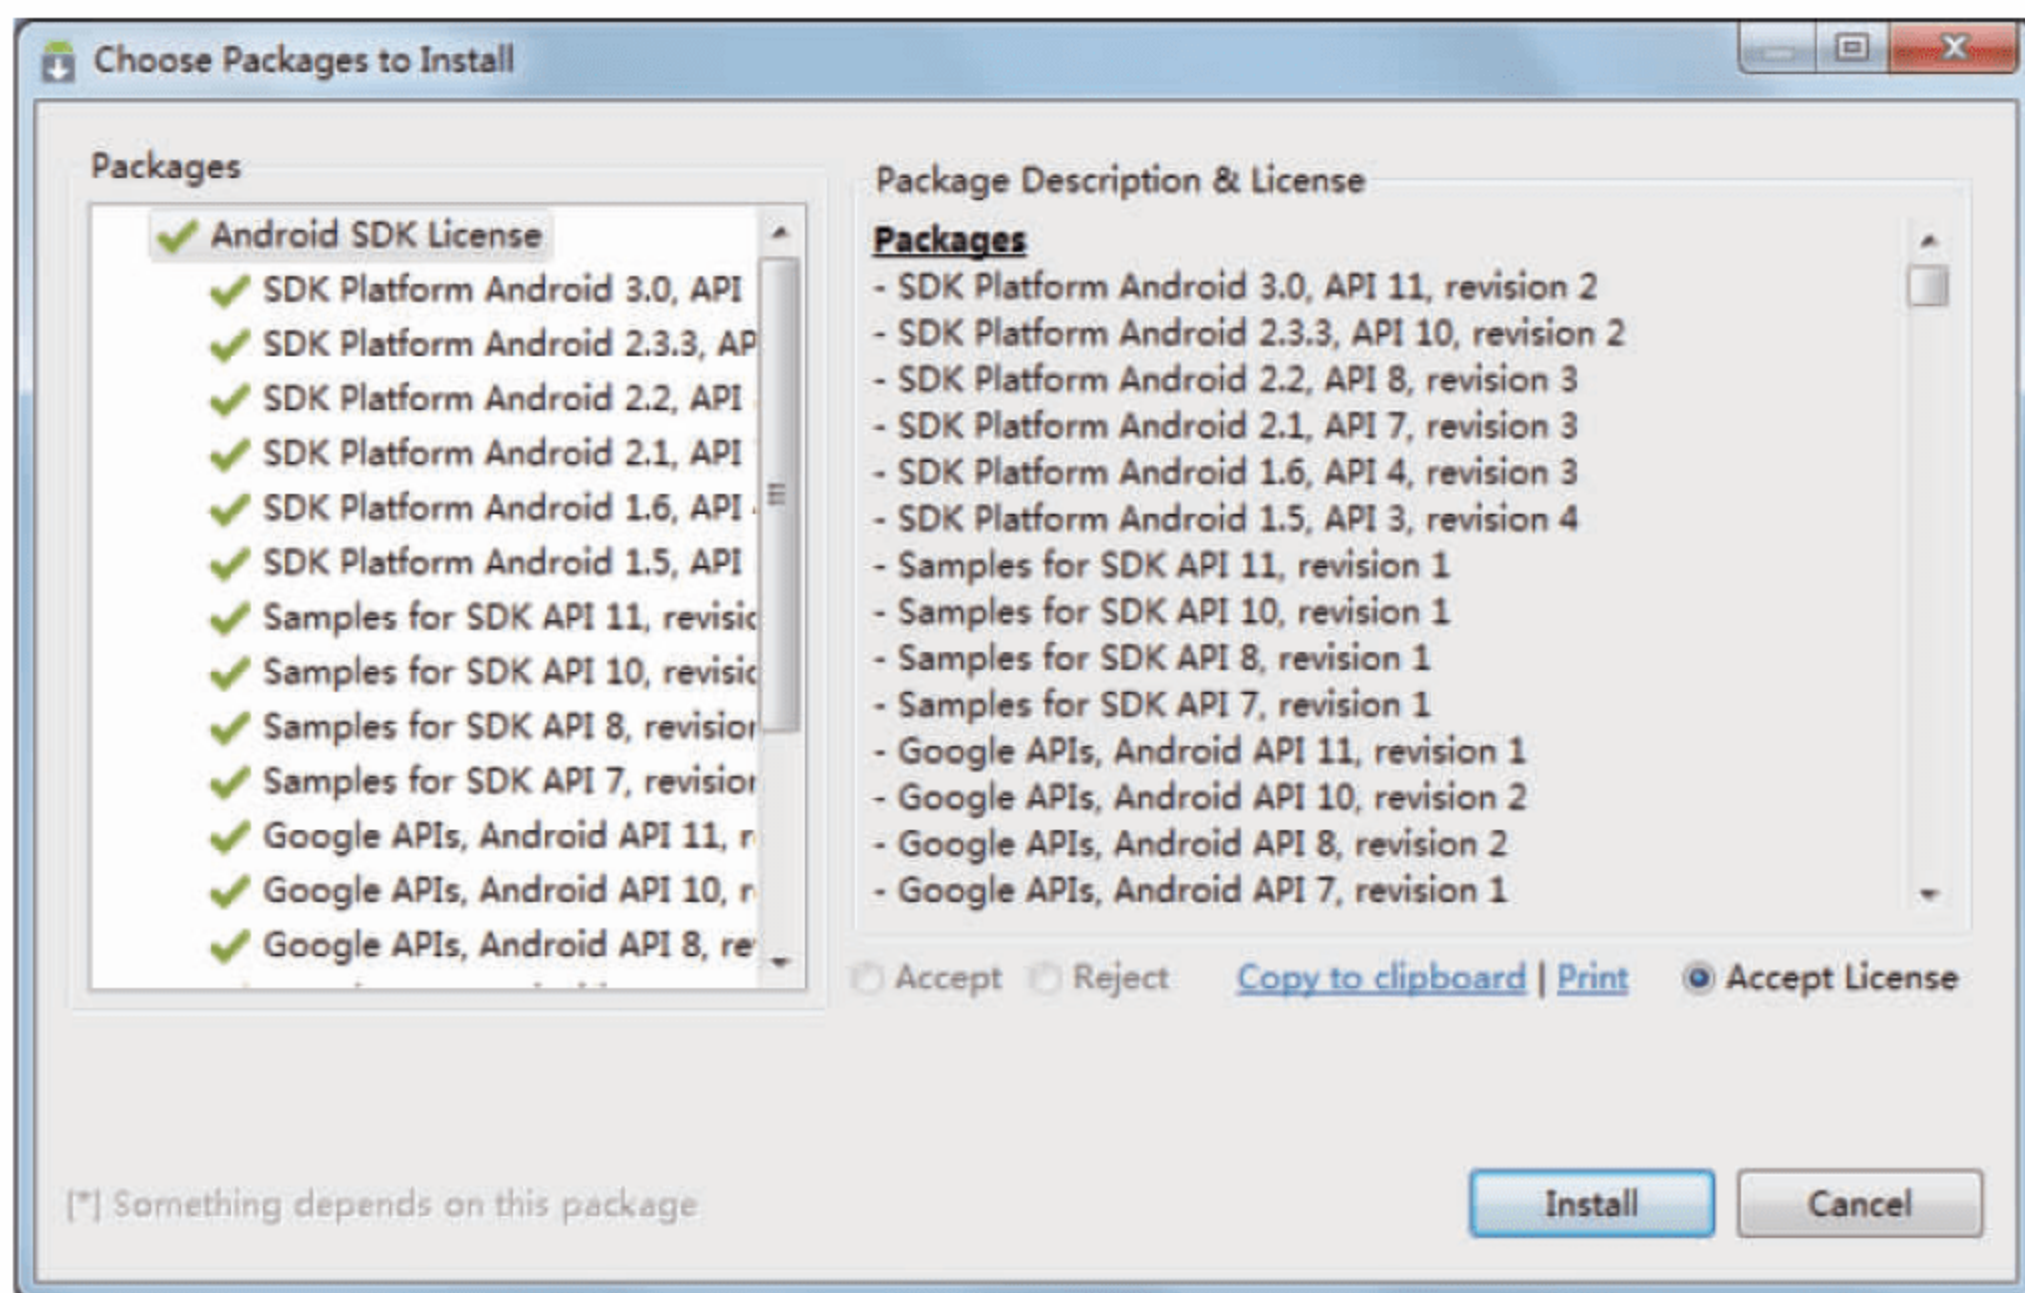 Choose Packages to Install
Packages
Android SDK License
SDK Platform Android 3.0, API
SDK Platform Android 2.3.3, AP
SDK Platform Android 2.2, API
SDK Platform Android 2.1, API
SDK Platform Android 1.6, API
SDK Platform Android 1.5, API
Samples for SDK API 11, revisic
Samples for SDK API 10, revisic
Samples for SDK API 8, revision
Samples for SDK API 7, revision
Google APIs, Android API 11, r
Google APIs, Android API 10, r
Google APIs, Android API 8, re
Package Description & License
Packages
- SDK Platform Android 3.0, API 11, revision 2
- SDK Platform Android 2.3.3, API 10, revision 2
- SDK Platform Android 2.2, API 8, revision 3
- SDK Platform Android 2.1, API 7, revision 3
- SDK Platform Android 1.6, API 4, revision 3
- SDK Platform Android 1.5, API 3, revision 4
- Samples for SDK API 11, revision 1
- Samples for SDK API 10, revision 1
- Samples for SDK API 8, revision 1
- Samples for SDK API 7, revision 1
- Google APIs, Android API 11, revision 1
- Google APIs, Android API 10, revision 2
- Google APIs, Android API 8, revision 2
- Google APIs, Android API 7, revision 1
Accept Reject Copy to clipboard | Print Accept License
[*] Something depends on this package
Install Cancel